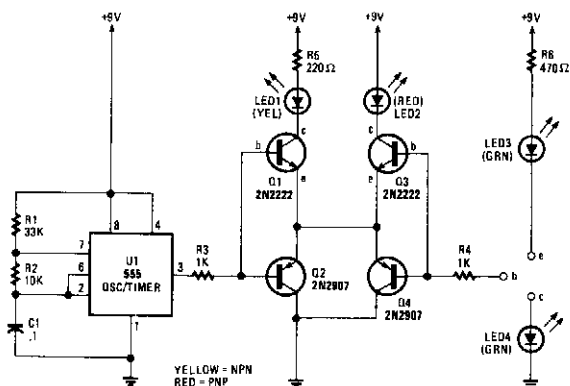 +9V
+9V
+9V
+9V
R5
220Ω
R6
470Ω
LED1
(YEL)
(RED)
LED2
LED3
(GRN)
c
c
b
b
Q1
2N2222
e
e
Q3
2N2222
R1
33K
8
4
7
U1
555
OSC/TIMER
6
2
3
1
R2
10K
R3
1K
Q2
2N2907
Q4
2N2907
R4
1K
e
b
c
C1
.1
LED4
(GRN)
YELLOW = NPN
RED = PNP